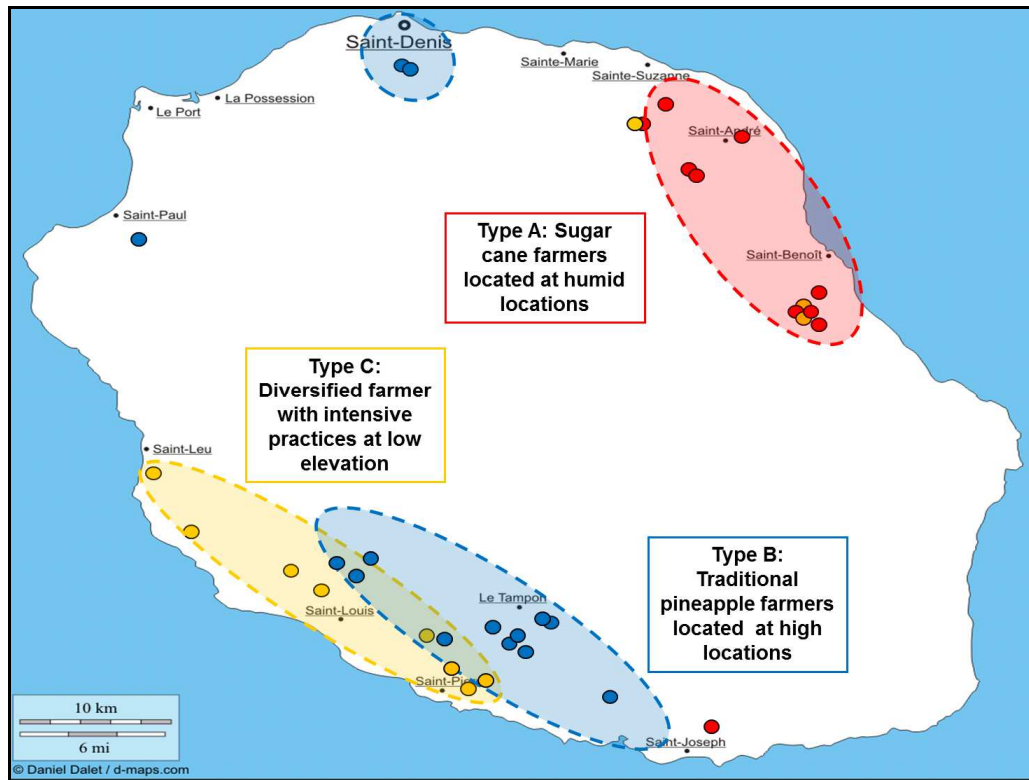 Saint-Denis
Sainte-Marie
Sainte-Suzanne
La Possession
Le Port
Saint-André
Saint-Paul
Type A: Sugar
cane farmers
located at humid
locations
Saint-Benoît
Type C:
Diversified farmer
with intensive
practices at low
elevation
Saint-Leu
Type B:
Traditional
pineapple farmers
located at high
locations
Le Tampon
Saint-Louis
Saint-Pie
Saint-Joseph
10 km
6 mi
© Daniel Dalet / d-maps.com